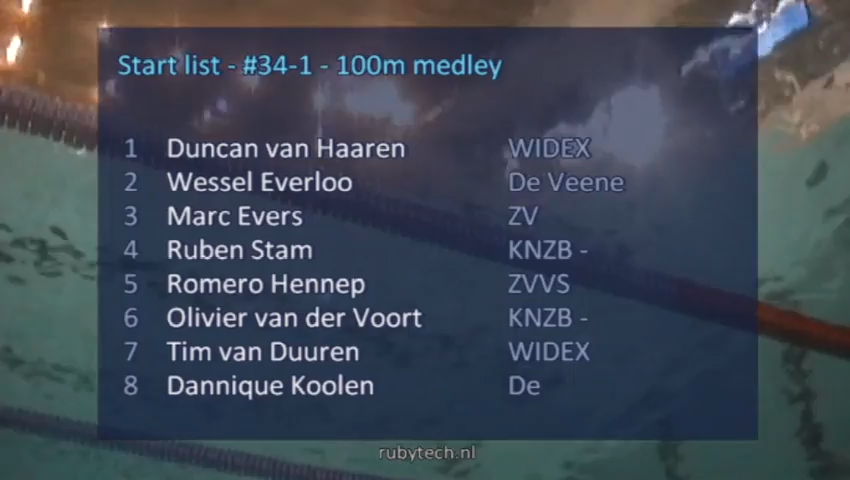 Start list - #34-1 - 100m medley
1 Duncan van Haaren WIDEX
2 Wessel Everloo De Veene
3 Marc Evers ZV
4 Ruben Stam KNZB -
5 Romero Hennep ZVVS
6 Olivier van der Voort KNZB -
7 Tim van Duuren WIDEX
8 Dannique Koolen De
rubytech.nl